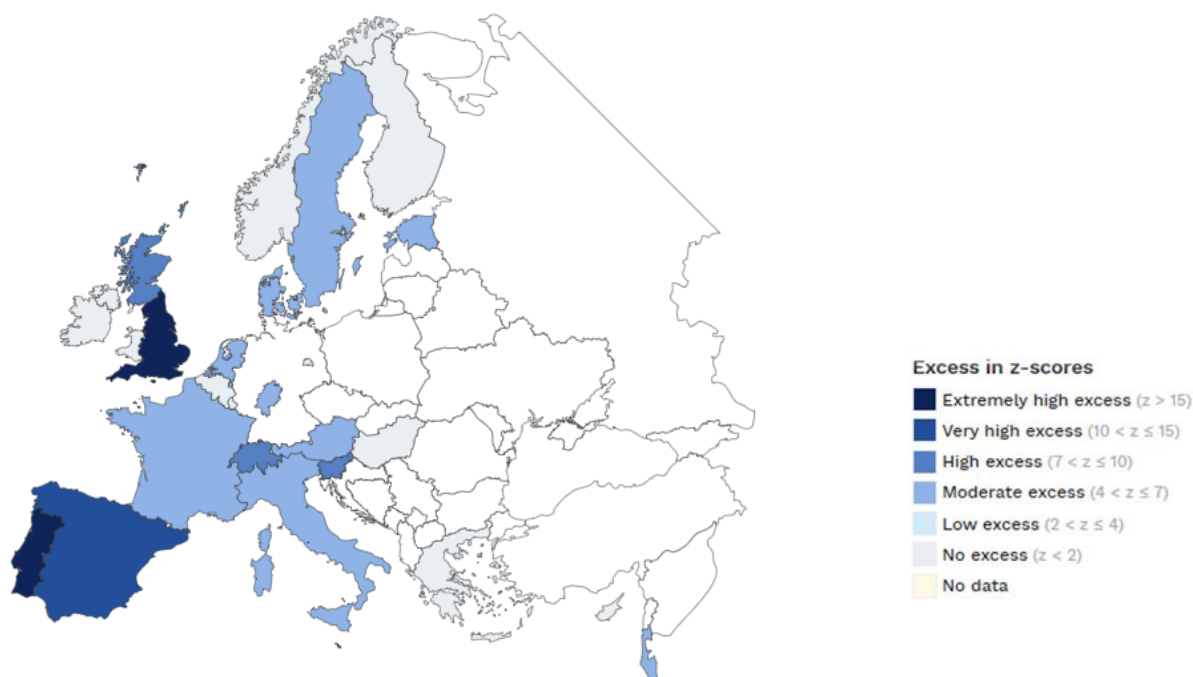 Excess in z-scores
Extremely high excess (z > 15)
Very high excess (10 < z ≤ 15)
High excess (7 < z ≤ 10)
Moderate excess (4 < z ≤ 7)
Low excess (2 < z ≤ 4)
No excess (z < 2)
No data